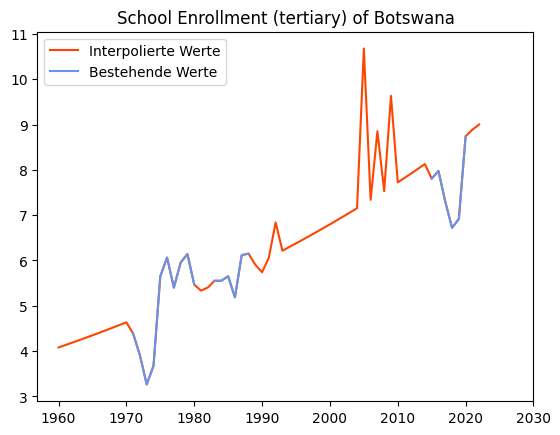 School Enrollment (tertiary) of Botswana
Interpolierte Werte
Bestehende Werte
11
10
9
8
7
6
5
4
3
1960 1970 1980 1990 2000 2010 2020 2030